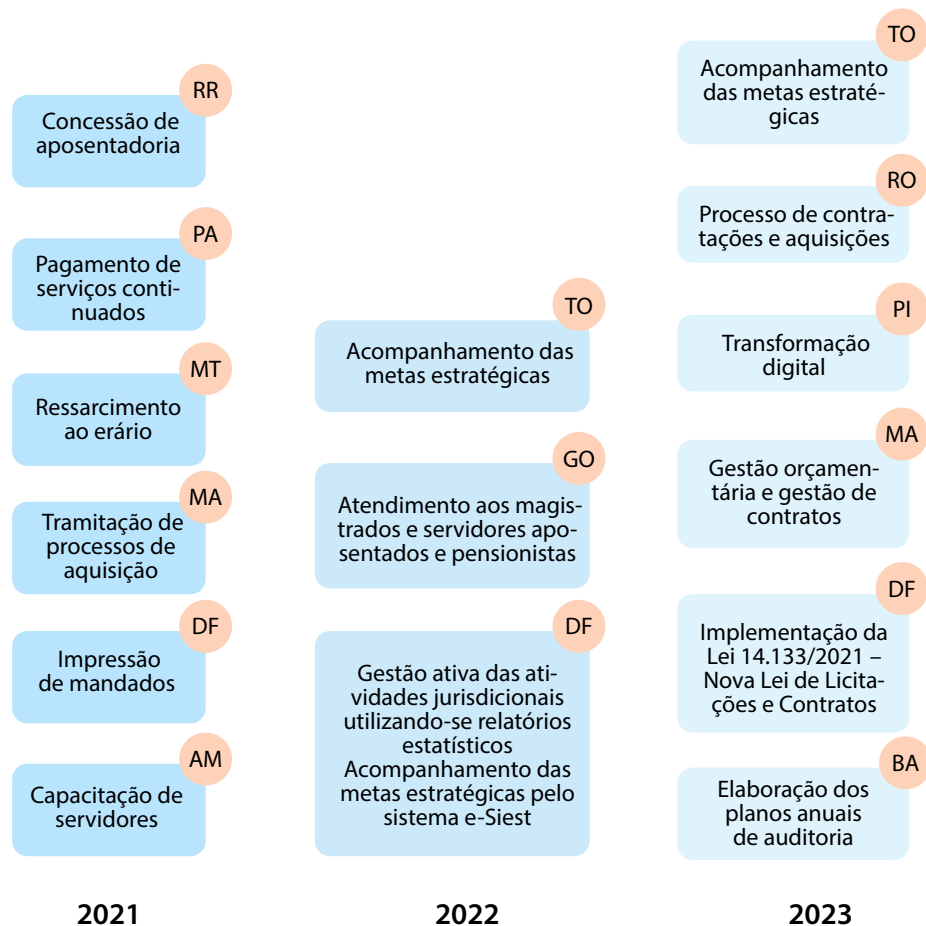 RR
Concessão de
aposentadoria
PA
Pagamento de
serviços conti-
nuados
MT
Ressarcimento
ao erário
MA
Tramitação de
processos de
aquisição
DF
Impressão
de mandados
AM
Capacitação de
servidores
2021
TO
Acompanhamento das
metas estratégicas
GO
Atendimento aos magis-
trados e servidores apo-
sentados e pensionistas
DF
Gestão ativa das ati-
vidades jurisdicionais
utilizando-se relatórios
estatísticos
Acompanhamento das
metas estratégicas pelo
sistema e-Siest
2022
TO
Acompanhamento
das metas estraté-
gicas
RO
Processo de contra-
tações e aquisições
PI
Transformação
digital
MA
Gestão orçamen-
tária e gestão de
contratos
DF
Implementação da
Lei 14.133/2021 –
Nova Lei de Licita-
ções e Contratos
BA
Elaboração dos
planos anuais
de auditoria
2023